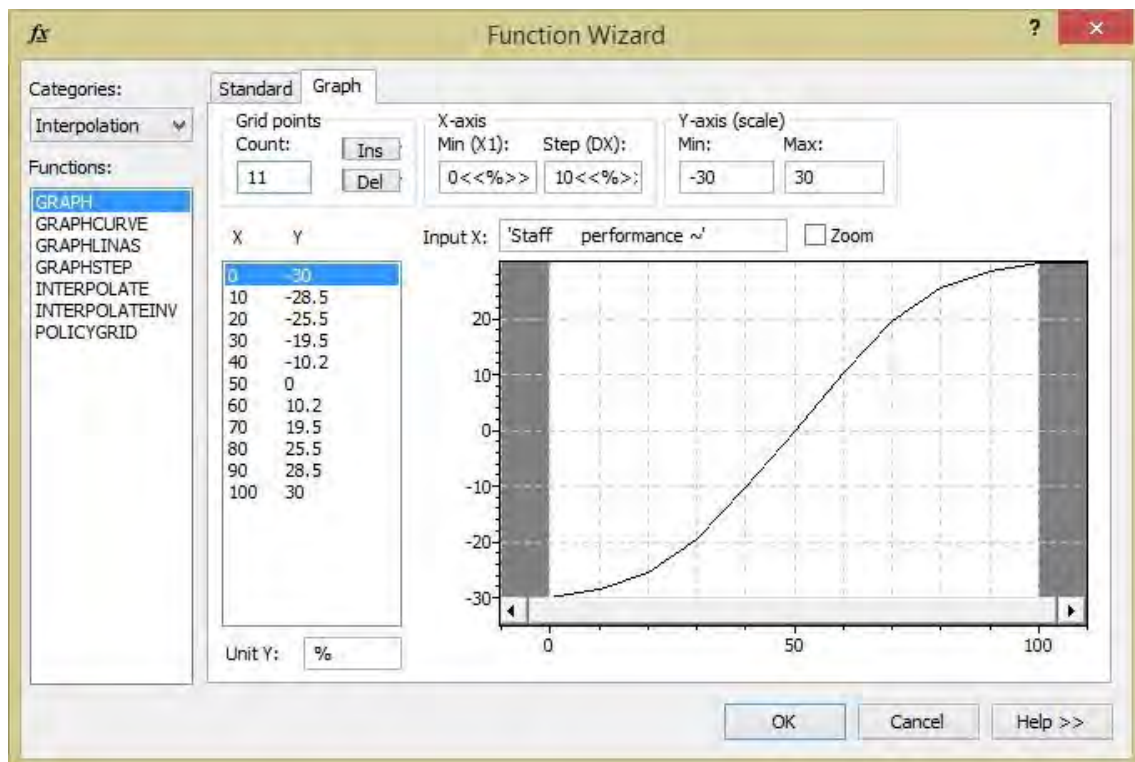 fx Function Wizard ? ×
Categories:
Interpolation
Functions:
GRAPH
GRAPHCURVE
GRAPHLINAS
GRAPHSTEP
INTERPOLATE
INTERPOLATEINV
POLICYGRID
Standard Graph
Grid points
Count:
11
Ins
Del
X-axis
Min (X1): Step (DX):
0<<%>> 10<<%>;
Y-axis (scale)
Min: Max:
-30 30
Input X: 'Staff performance ~' Zoom
X Y
0 -30
10 -28.5
20 -25.5
30 -19.5
40 -10.2
50 0
60 10.2
70 19.5
80 25.5
90 28.5
100 30
Unit Y: %
20
10
0
-10
-20
-30
0 50 100
OK Cancel Help >>